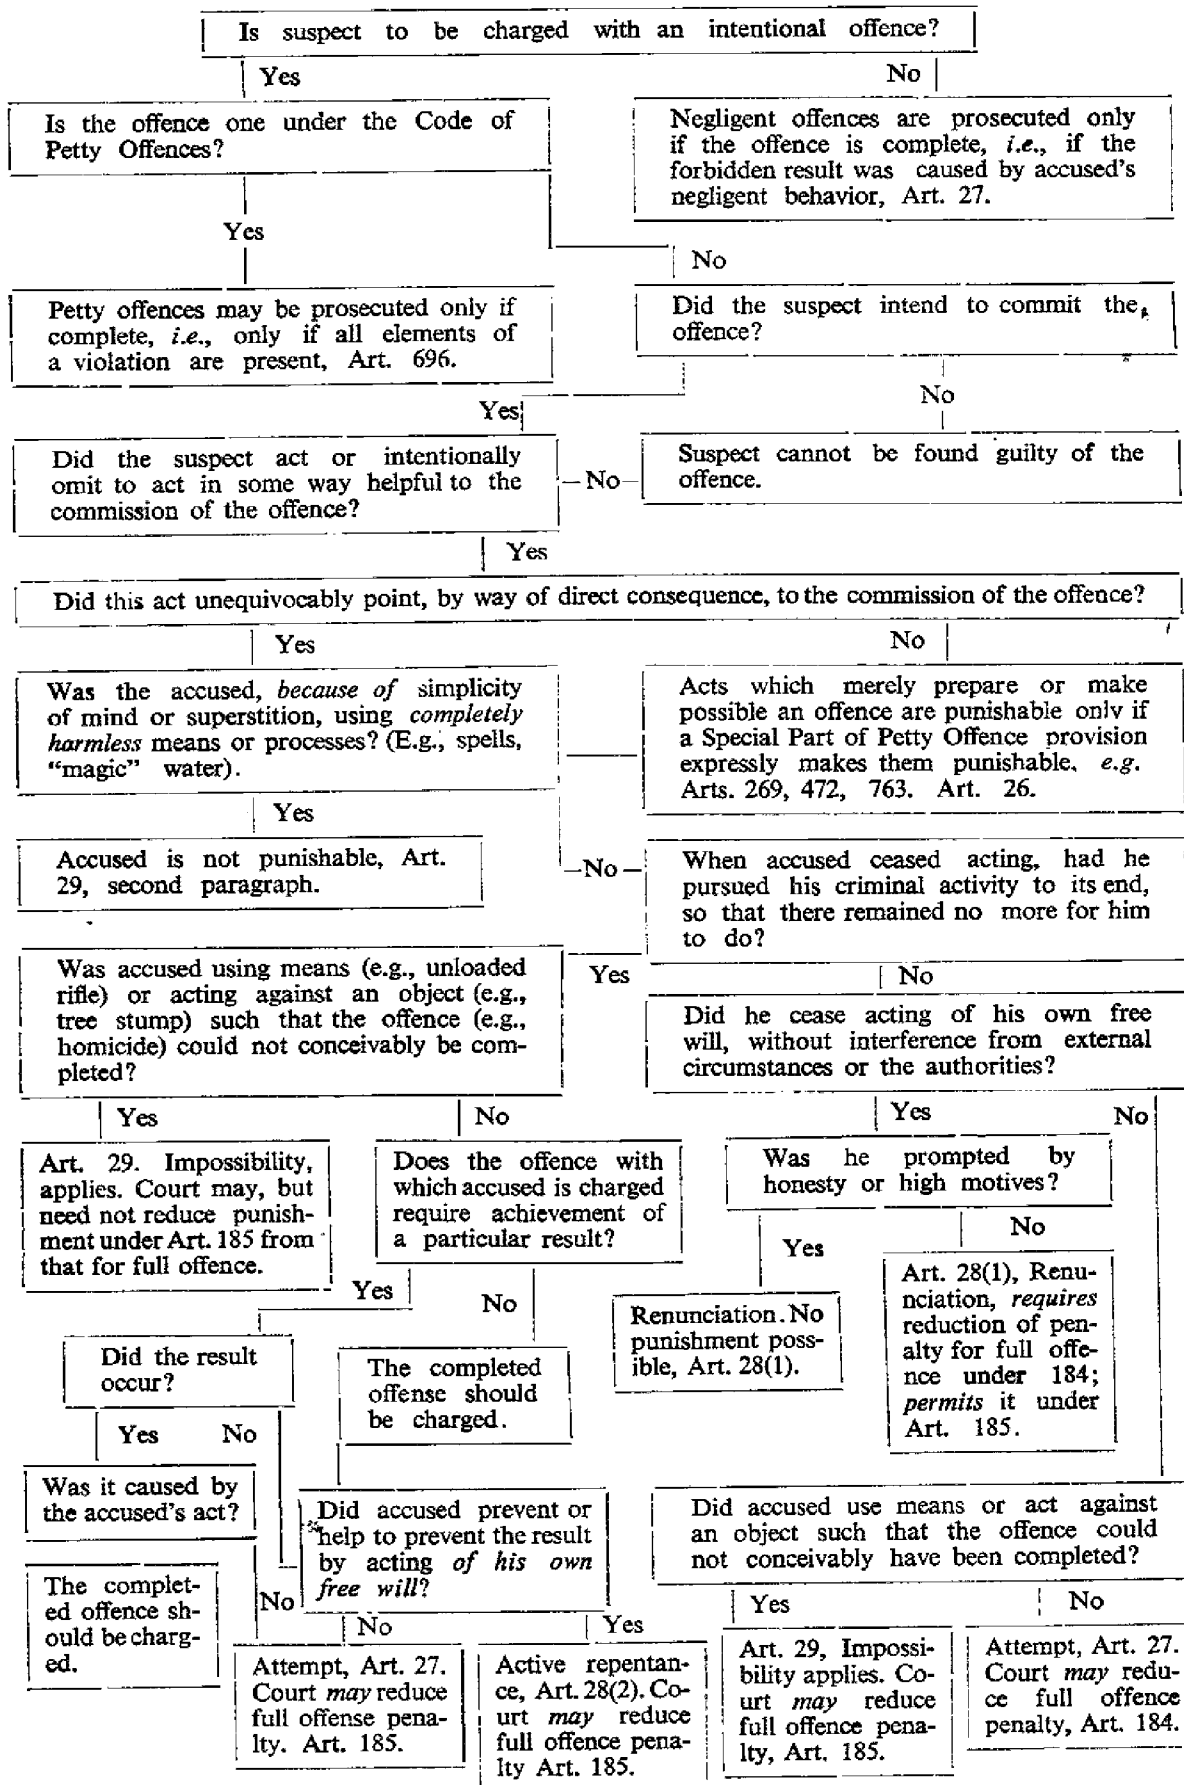 Is suspect to be charged with an intentional offence?
Yes
No
Is the offence one under the Code of
Petty Offences?
Negligent offences are prosecuted only
if the offence is complete, i.e., if the
forbidden result was caused by accused's
negligent behavior, Art. 27.
Yes
No
Petty offences may be prosecuted only if
complete, i.e., only if all elements of
a violation are present, Art. 696.
Did the suspect intend to commit the
offence?
Yes
No
Did the suspect act or intentionally
omit to act in some way helpful to the
commission of the offence?
No
Suspect cannot be found guilty of the
offence.
Yes
Did this act unequivocably point, by way of direct consequence, to the commission of the offence?
Yes
No
Was the accused, because of simplicity
of mind or superstition, using completely
harmless means or processes? (E.g., spells,
"magic" water).
Acts which merely prepare or make
possible an offence are punishable only if
a Special Part of Petty Offence provision
expressly makes them punishable, e.g.
Arts. 269, 472, 763. Art. 26.
Yes
Accused is not punishable, Art.
29, second paragraph.
No
When accused ceased acting, had he
pursued his criminal activity to its end,
so that there remained no more for him
to do?
Was accused using means (e.g., unloaded
rifle) or acting against an object (e.g.,
tree stump) such that the offence (e.g.,
homicide) could not conceivably be com-
pleted?
Yes
No
Did he cease acting of his own free
will, without interference from external
circumstances or the authorities?
Yes
No
Yes
No
Art. 29. Impossibility,
applies. Court may, but
need not reduce punish-
ment under Art. 185 from
that for full offence.
Does the offence with
which accused is charged
require achievement of
a particular result?
Was he prompted by
honesty or high motives?
Yes
No
Yes
No
Renunciation. No
punishment poss-
ible, Art. 28(1).
Art. 28(1), Renu-
nciation, requires
reduction of pen-
alty for full offe-
nce under 184;
permits it under
Art. 185.
Did the result
occur?
The completed
offense should
be charged.
Yes
No
Was it caused by
the accused's act?
Did accused prevent or
help to prevent the result
by acting of his own
free will?
Did accused use means or act against
an object such that the offence could
not conceivably have been completed?
The complet-
ed offence sh-
ould be charg-
ed.
No
No
Yes
Yes
No
Attempt, Art. 27.
Court may reduce
full offense pena-
lty. Art. 185.
Active repentan-
ce, Art. 28(2). Co-
urt may reduce
full offence pena-
lty Art. 185.
Art. 29, Impossi-
bility applies. Co-
urt may reduce
full offence pena-
lty, Art. 185.
Attempt, Art. 27.
Court may redu-
ce full offence
penalty, Art. 184.